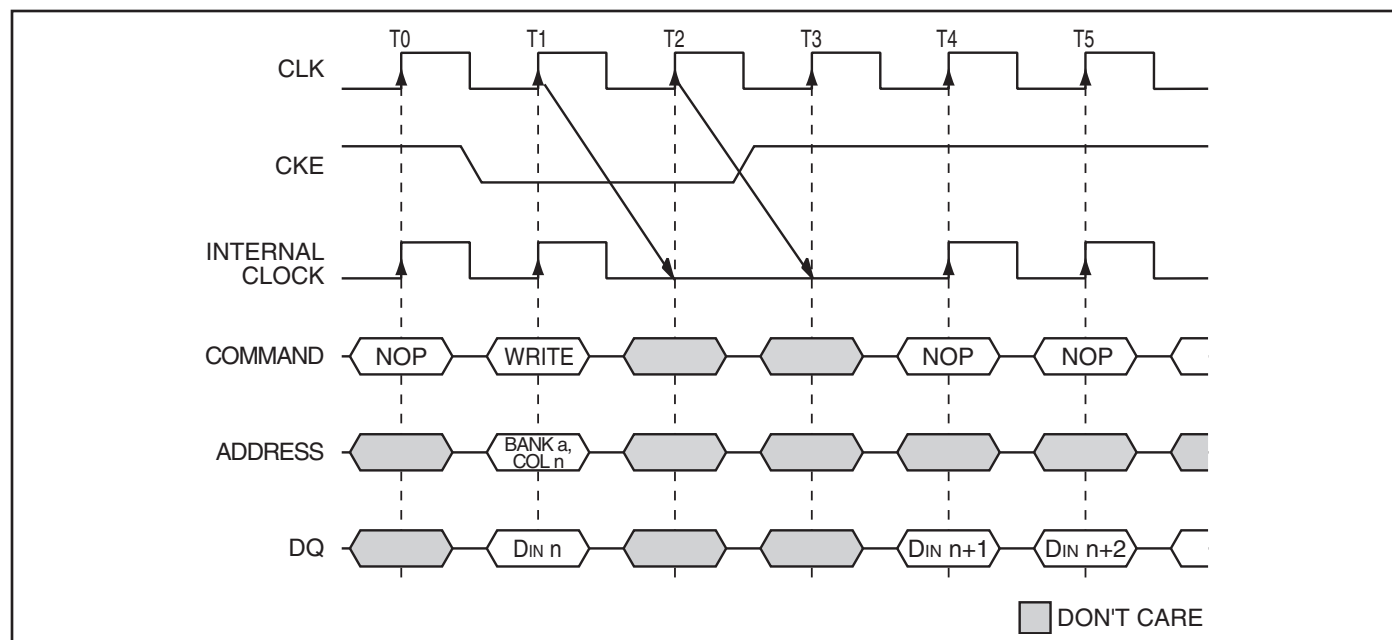 T0 T1 T2 T3 T4 T5
CLK
CKE
INTERNAL
CLOCK
COMMAND NOP WRITE NOP NOP
ADDRESS BANK a,
COL n
DQ DIN n DIN n+1 DIN n+2
DON'T CARE